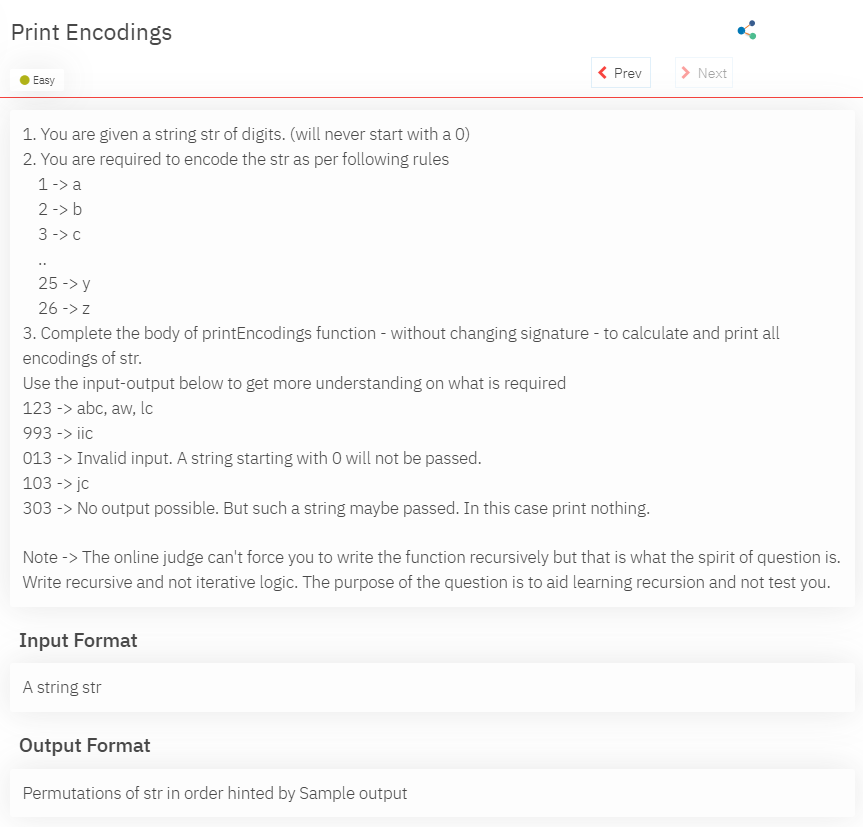 Print Encodings
Easy
Prev
Next
1. You are given a string str of digits. (will never start with a 0)
2. You are required to encode the str as per following rules
1 -> a
2 -> b
3 -> c
..
25 -> y
26 -> z
3. Complete the body of printEncodings function - without changing signature - to calculate and print all
encodings of str.
Use the input-output below to get more understanding on what is required
123 -> abc, aw, lc
993 -> iic
013 -> Invalid input. A string starting with 0 will not be passed.
103 -> jc
303 -> No output possible. But such a string maybe passed. In this case print nothing.
Note -> The online judge can't force you to write the function recursively but that is what the spirit of question is.
Write recursive and not iterative logic. The purpose of the question is to aid learning recursion and not test you.
Input Format
A string str
Output Format
Permutations of str in order hinted by Sample output